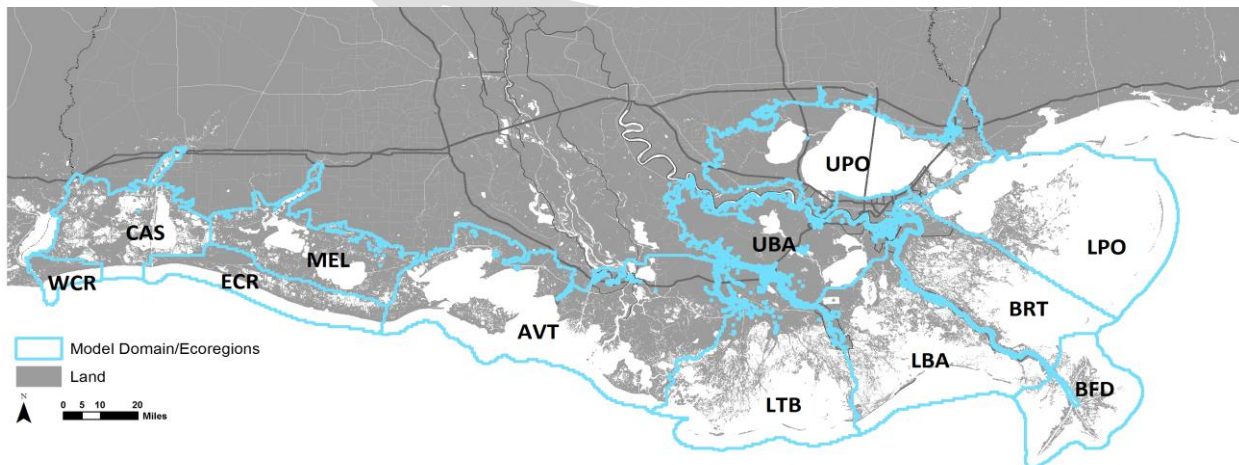 UPO
CAS
UBA
LPO
MEL
WCR
ECR
BRT
AVT
LBA
BFD
LTB
Model Domain/Ecoregions
Land
N
0 5 10 20
Miles